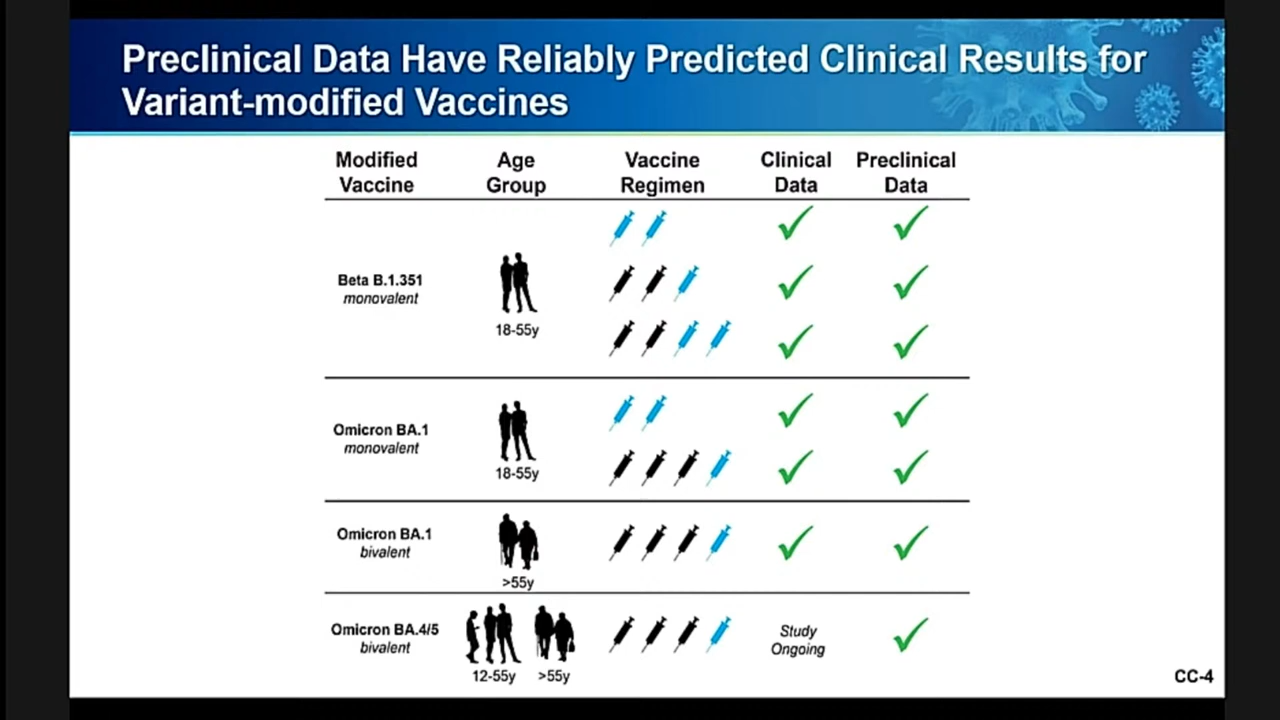 Preclinical Data Have Reliably Predicted Clinical Results for
Variant-modified Vaccines
Modified
Vaccine
Age
Group
Vaccine
Regimen
Clinical
Data
Preclinical
Data
Beta B.1.351
monovalent
18-55y
Omicron BA.1
monovalent
18-55y
Omicron BA.1
bivalent
>55y
Omicron BA.4/5
bivalent
12-55y
>55y
Study
Ongoing
CC-4